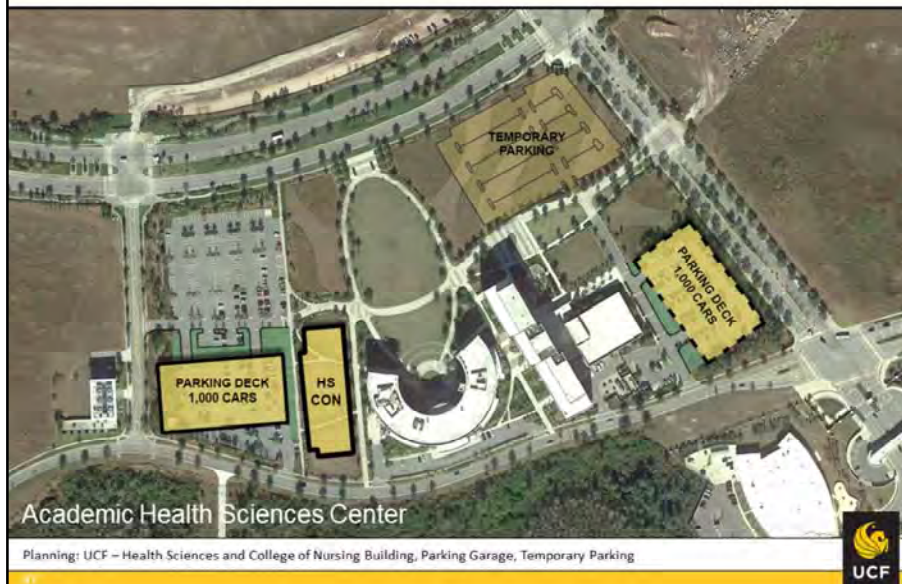 TEMPORARY
PARKING
PARKING DECK
1,000 CARS
PARKING DECK
1,000 CARS
HS
CON
Academic Health Sciences Center
Planning: UCF – Health Sciences and College of Nursing Building, Parking Garage, Temporary Parking
UCF